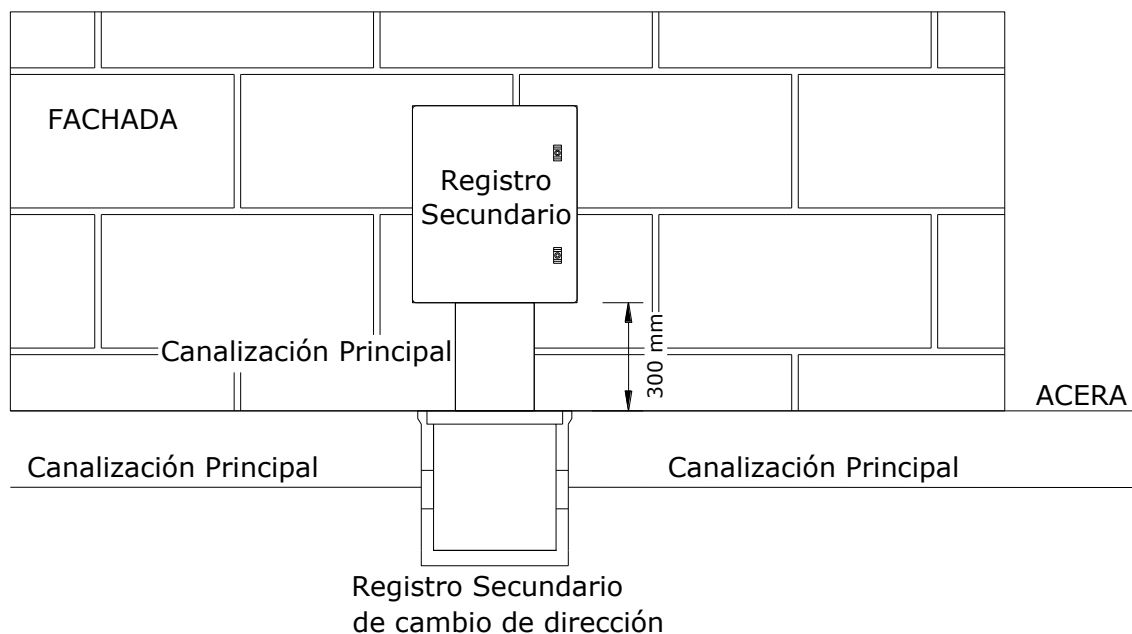 FACHADA
Registro
Secundario
Canalización Principal
300 mm
ACERA
Canalización Principal
Canalización Principal
Registro Secundario
de cambio de dirección